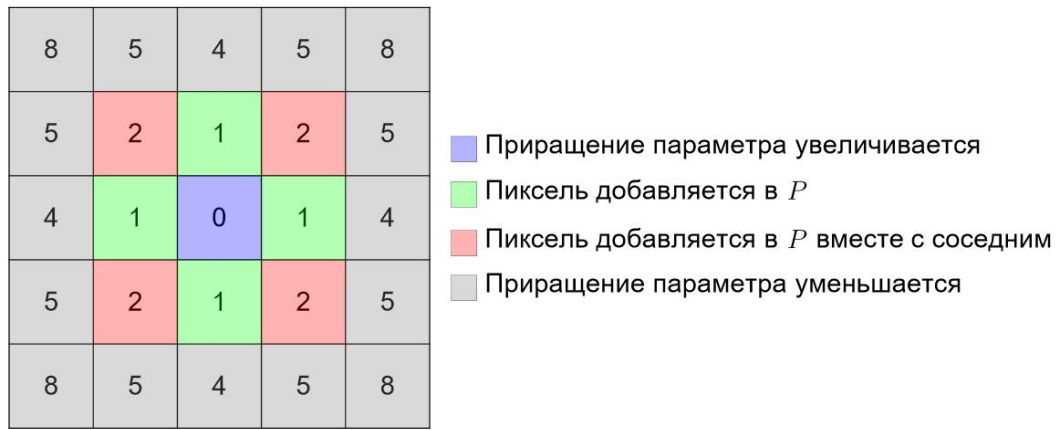 8 5 4 5 8
5 2 1 2 5
4 1 0 1 4
5 2 1 2 5
8 5 4 5 8
Приращение параметра увеличивается
Пиксель добавляется в P
Пиксель добавляется в P вместе с соседним
Приращение параметра уменьшается